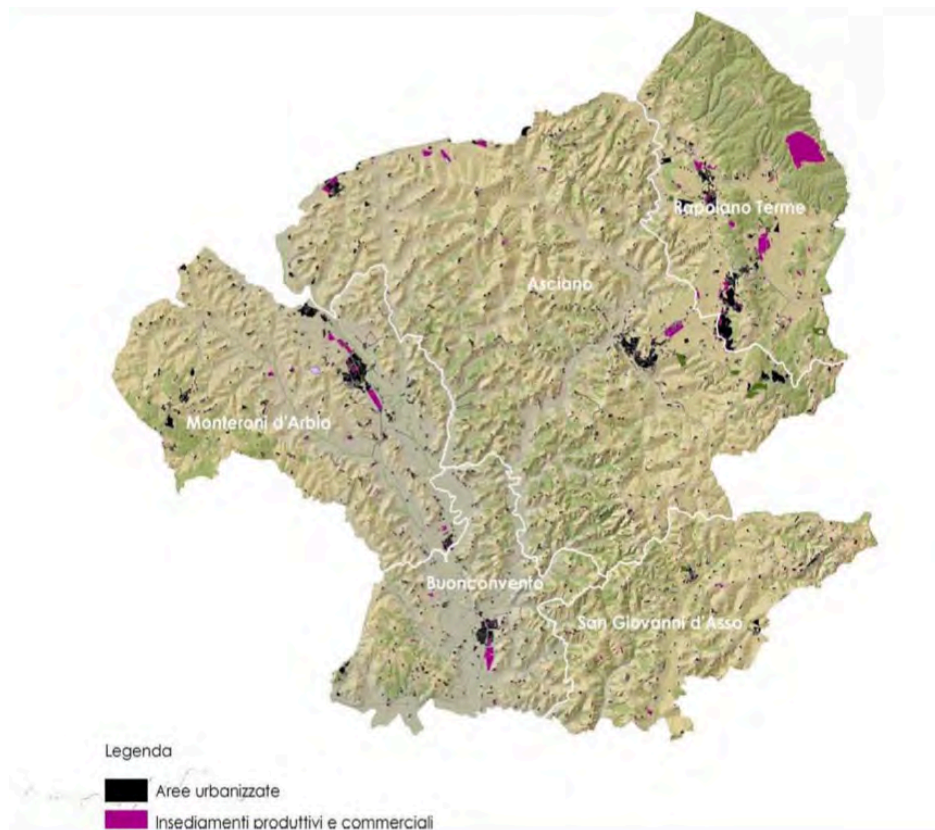 Rapolano Terme
Asciano
Monteroni d'Arbia
Buonconvento
San Giovanni d'Asso
Legenda
Aree urbanizzate
Insediamenti produttivi e commerciali